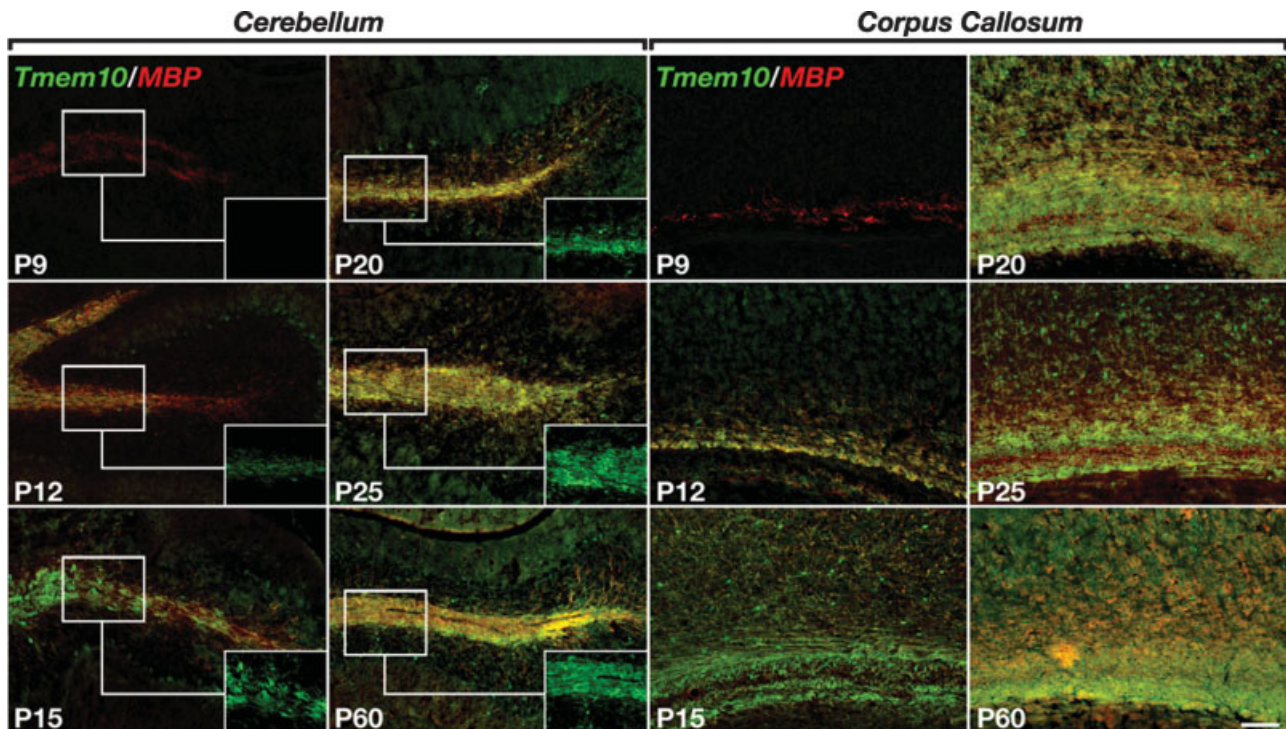 Cerebellum
Corpus Callosum
Tmem10/MBP
Tmem10/MBP
P9
P20
P9
P20
P12
P25
P12
P25
P15
P60
P15
P60